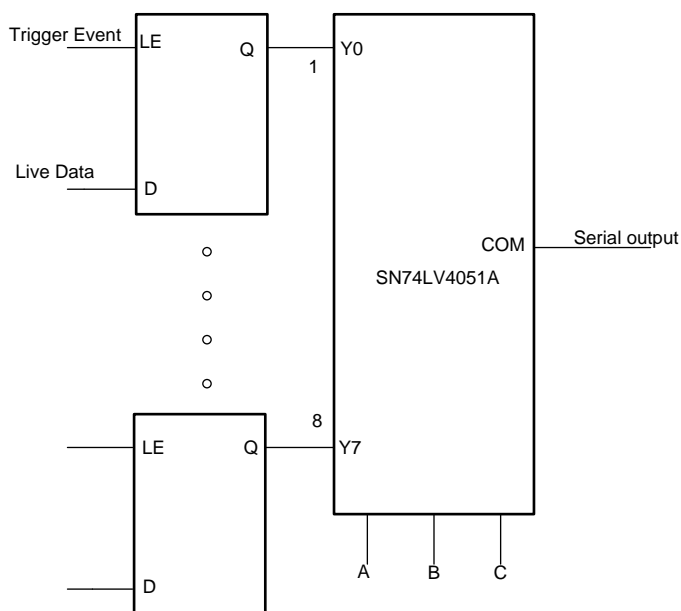 Trigger Event
LE
Q
1
Y0
Live Data
D
COM
Serial output
SN74LV4051A
8
LE
Q
Y7
A
B
C
D